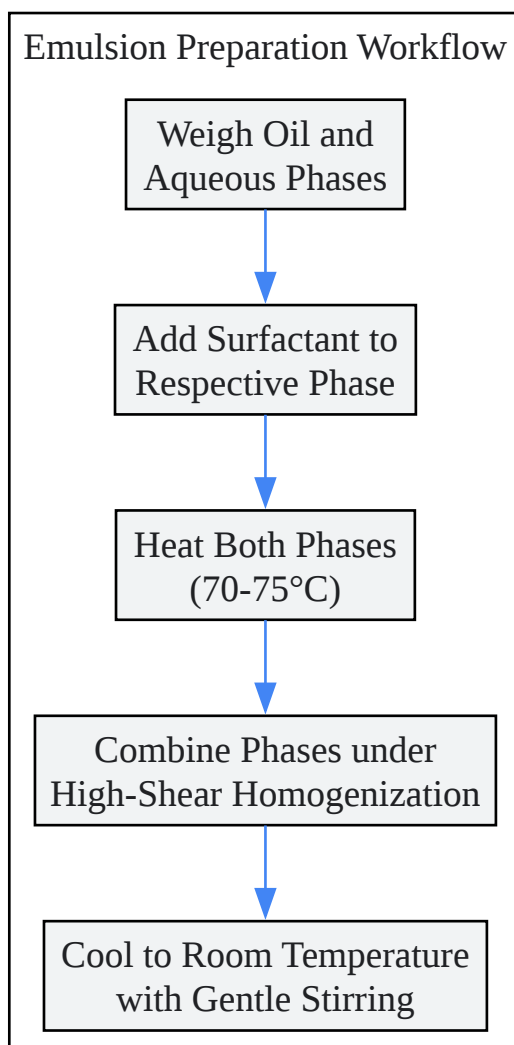 Emulsion Preparation Workflow
Weigh Oil and
Aqueous Phases
Add Surfactant to
Respective Phase
Heat Both Phases
(70-75°C)
Combine Phases under
High-Shear Homogenization
Cool to Room Temperature
with Gentle Stirring